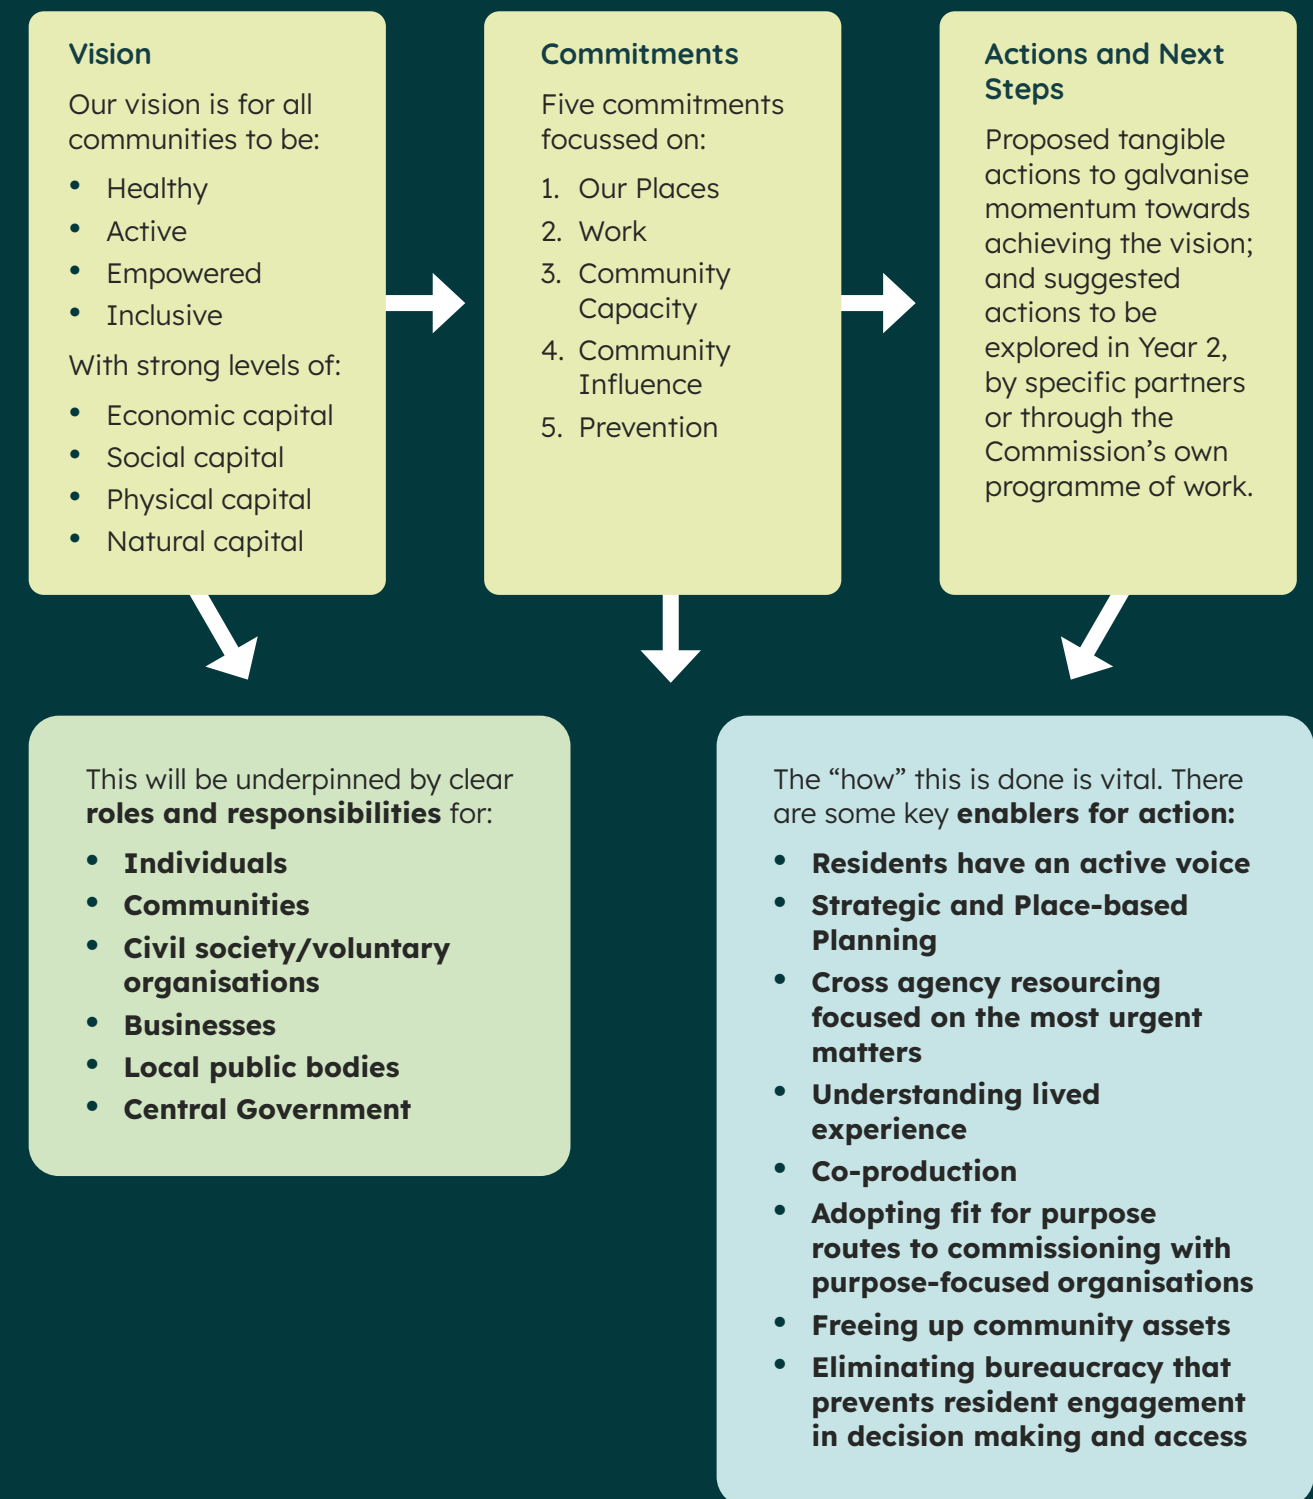 Vision
Our vision is for all
communities to be:
• Healthy
• Active
• Empowered
• Inclusive
With strong levels of:
• Economic capital
• Social capital
• Physical capital
• Natural capital
Commitments
Five commitments
focussed on:
1. Our Places
2. Work
3. Community
Capacity
4. Community
Influence
5. Prevention
Actions and Next
Steps
Proposed tangible
actions to galvanise
momentum towards
achieving the vision;
and suggested
actions to be
explored in Year 2,
by specific partners
or through the
Commission’s own
programme of work.
This will be underpinned by clear
roles and responsibilities for:
• Individuals
• Communities
• Civil society/voluntary
organisations
• Businesses
• Local public bodies
• Central Government
The “how” this is done is vital. There
are some key enablers for action:
• Residents have an active voice
• Strategic and Place-based
Planning
• Cross agency resourcing
focused on the most urgent
matters
• Understanding lived
experience
• Co-production
• Adopting fit for purpose
routes to commissioning with
purpose-focused organisations
• Freeing up community assets
• Eliminating bureaucracy that
prevents resident engagement
in decision making and access